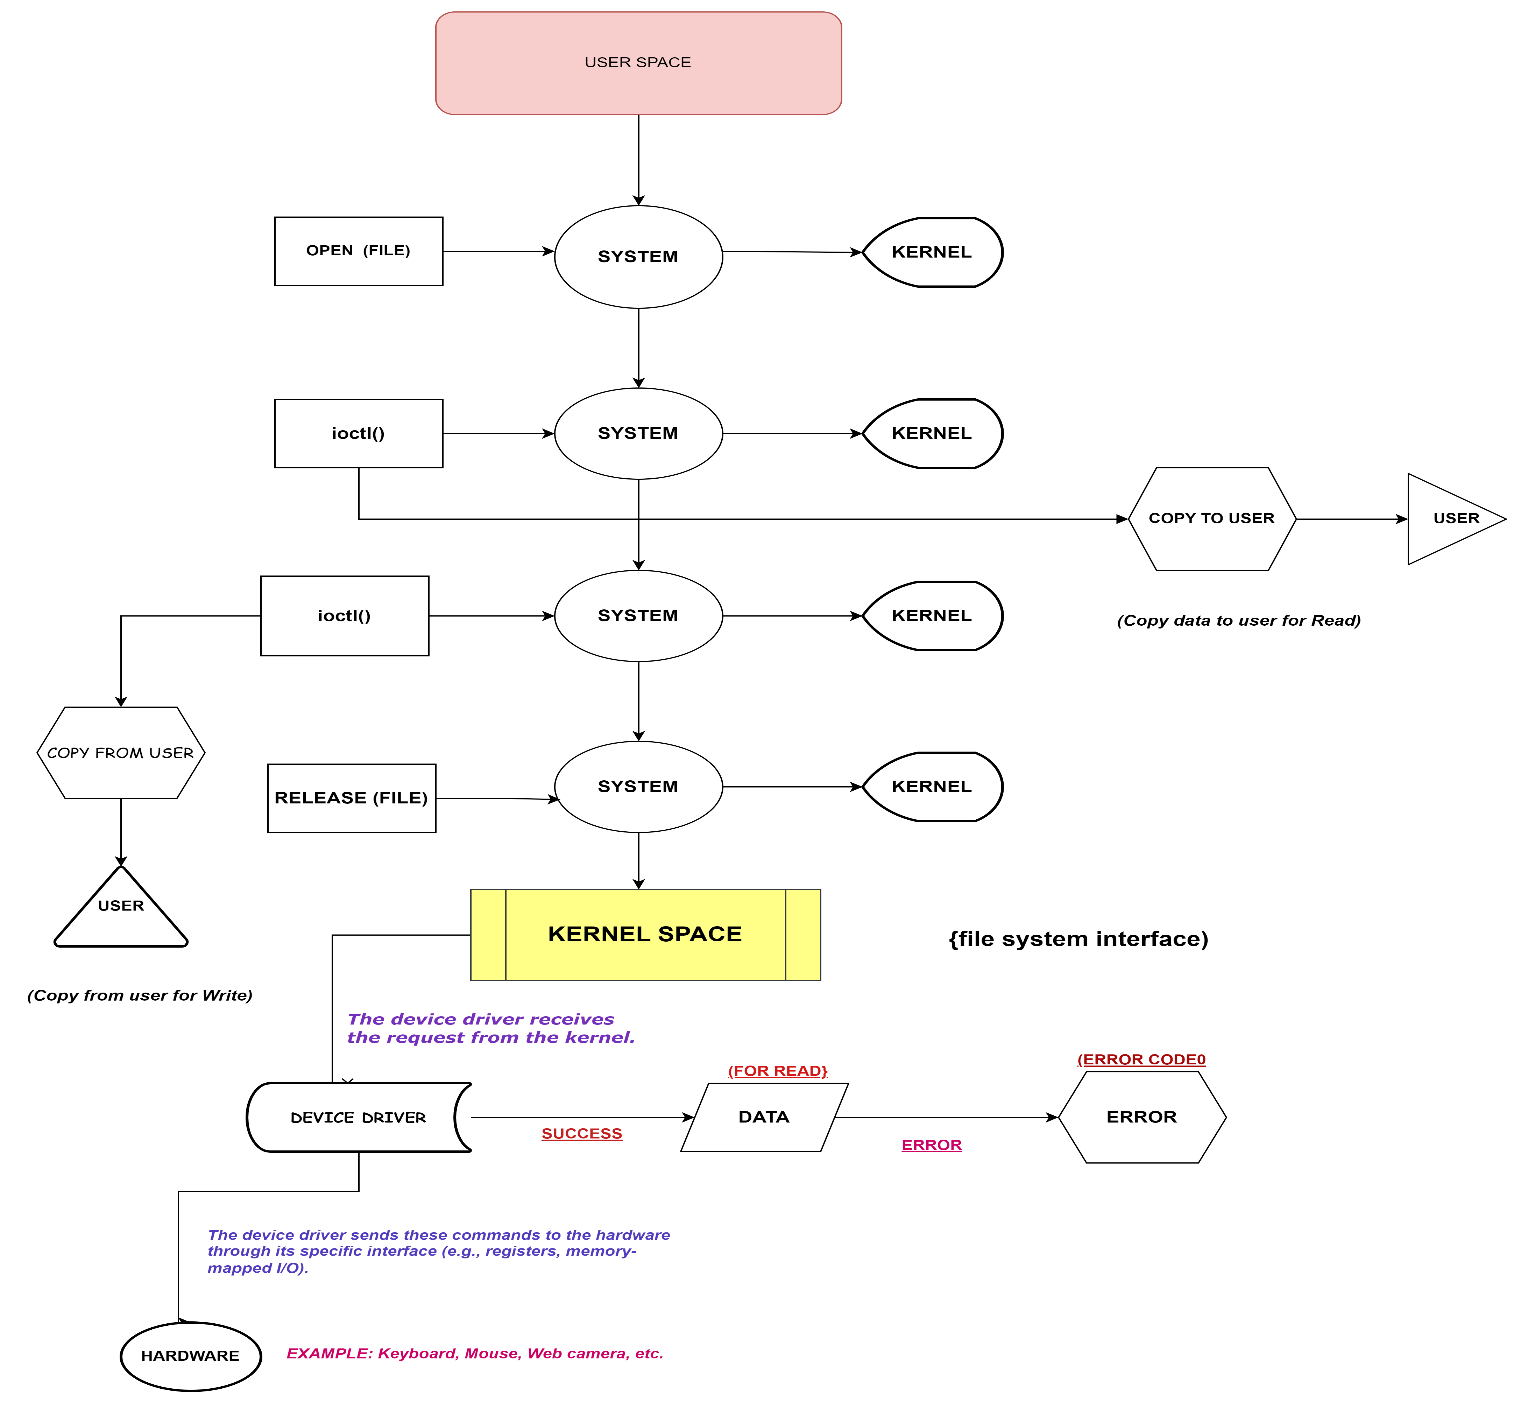 USER SPACE
OPEN  (FILE)
SYSTEM
KERNEL
ioctl()
SYSTEM
KERNEL
COPY TO USER
USER
ioctl()
SYSTEM
KERNEL
(Copy data to user for Read)
COPY FROM USER
RELEASE (FILE)
SYSTEM
KERNEL
USER
KERNEL SPACE
{file system interface)
(Copy from user for Write)
The device driver receives
the request from the kernel.
(FOR READ}
(ERROR CODE0
DEVICE DRIVER
SUCCESS
DATA
ERROR
ERROR
The device driver sends these commands to the hardware
through its specific interface (e.g., registers, memory-
mapped I/O).
HARDWARE
EXAMPLE: Keyboard, Mouse, Web camera, etc.